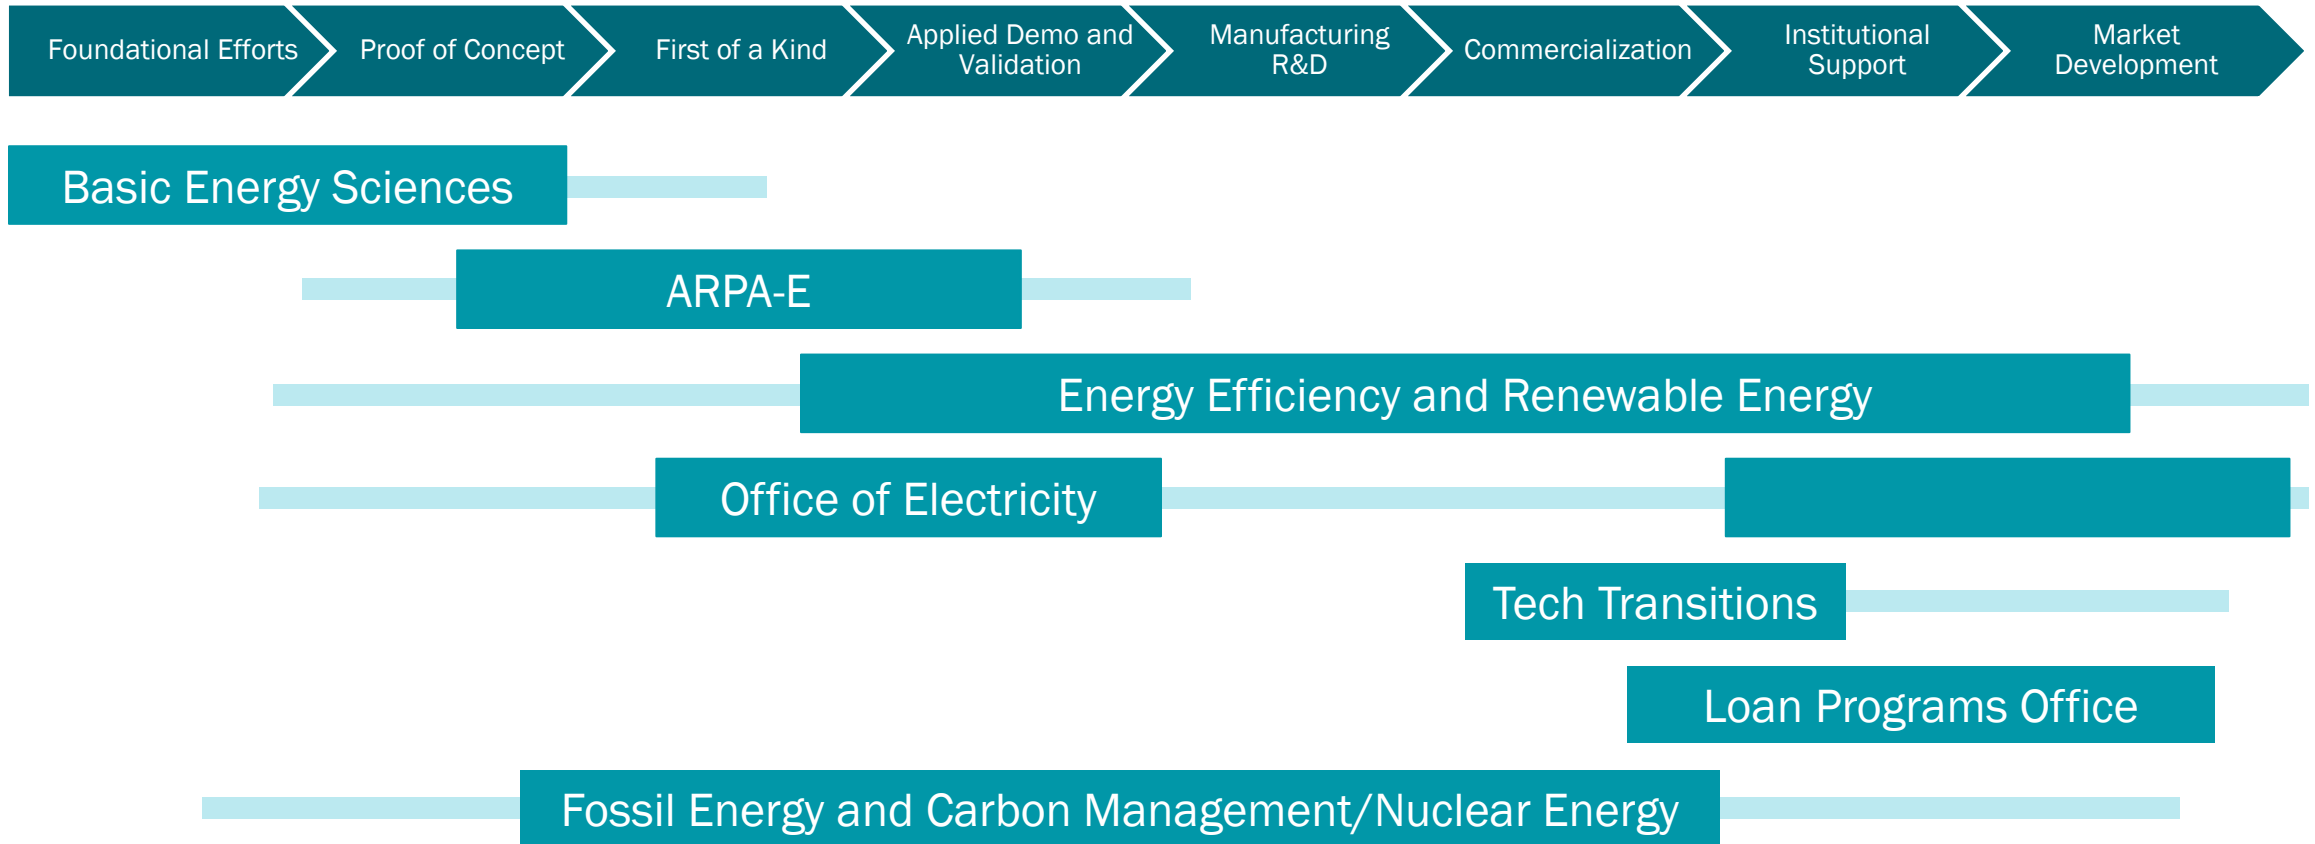 Foundational Efforts
Proof of Concept
First of a Kind
Applied Demo and
Validation
Manufacturing
R&D
Commercialization
Institutional
Support
Market
Development
Basic Energy Sciences
ARPA-E
Energy Efficiency and Renewable Energy
Office of Electricity
Tech Transitions
Loan Programs Office
Fossil Energy and Carbon Management/Nuclear Energy